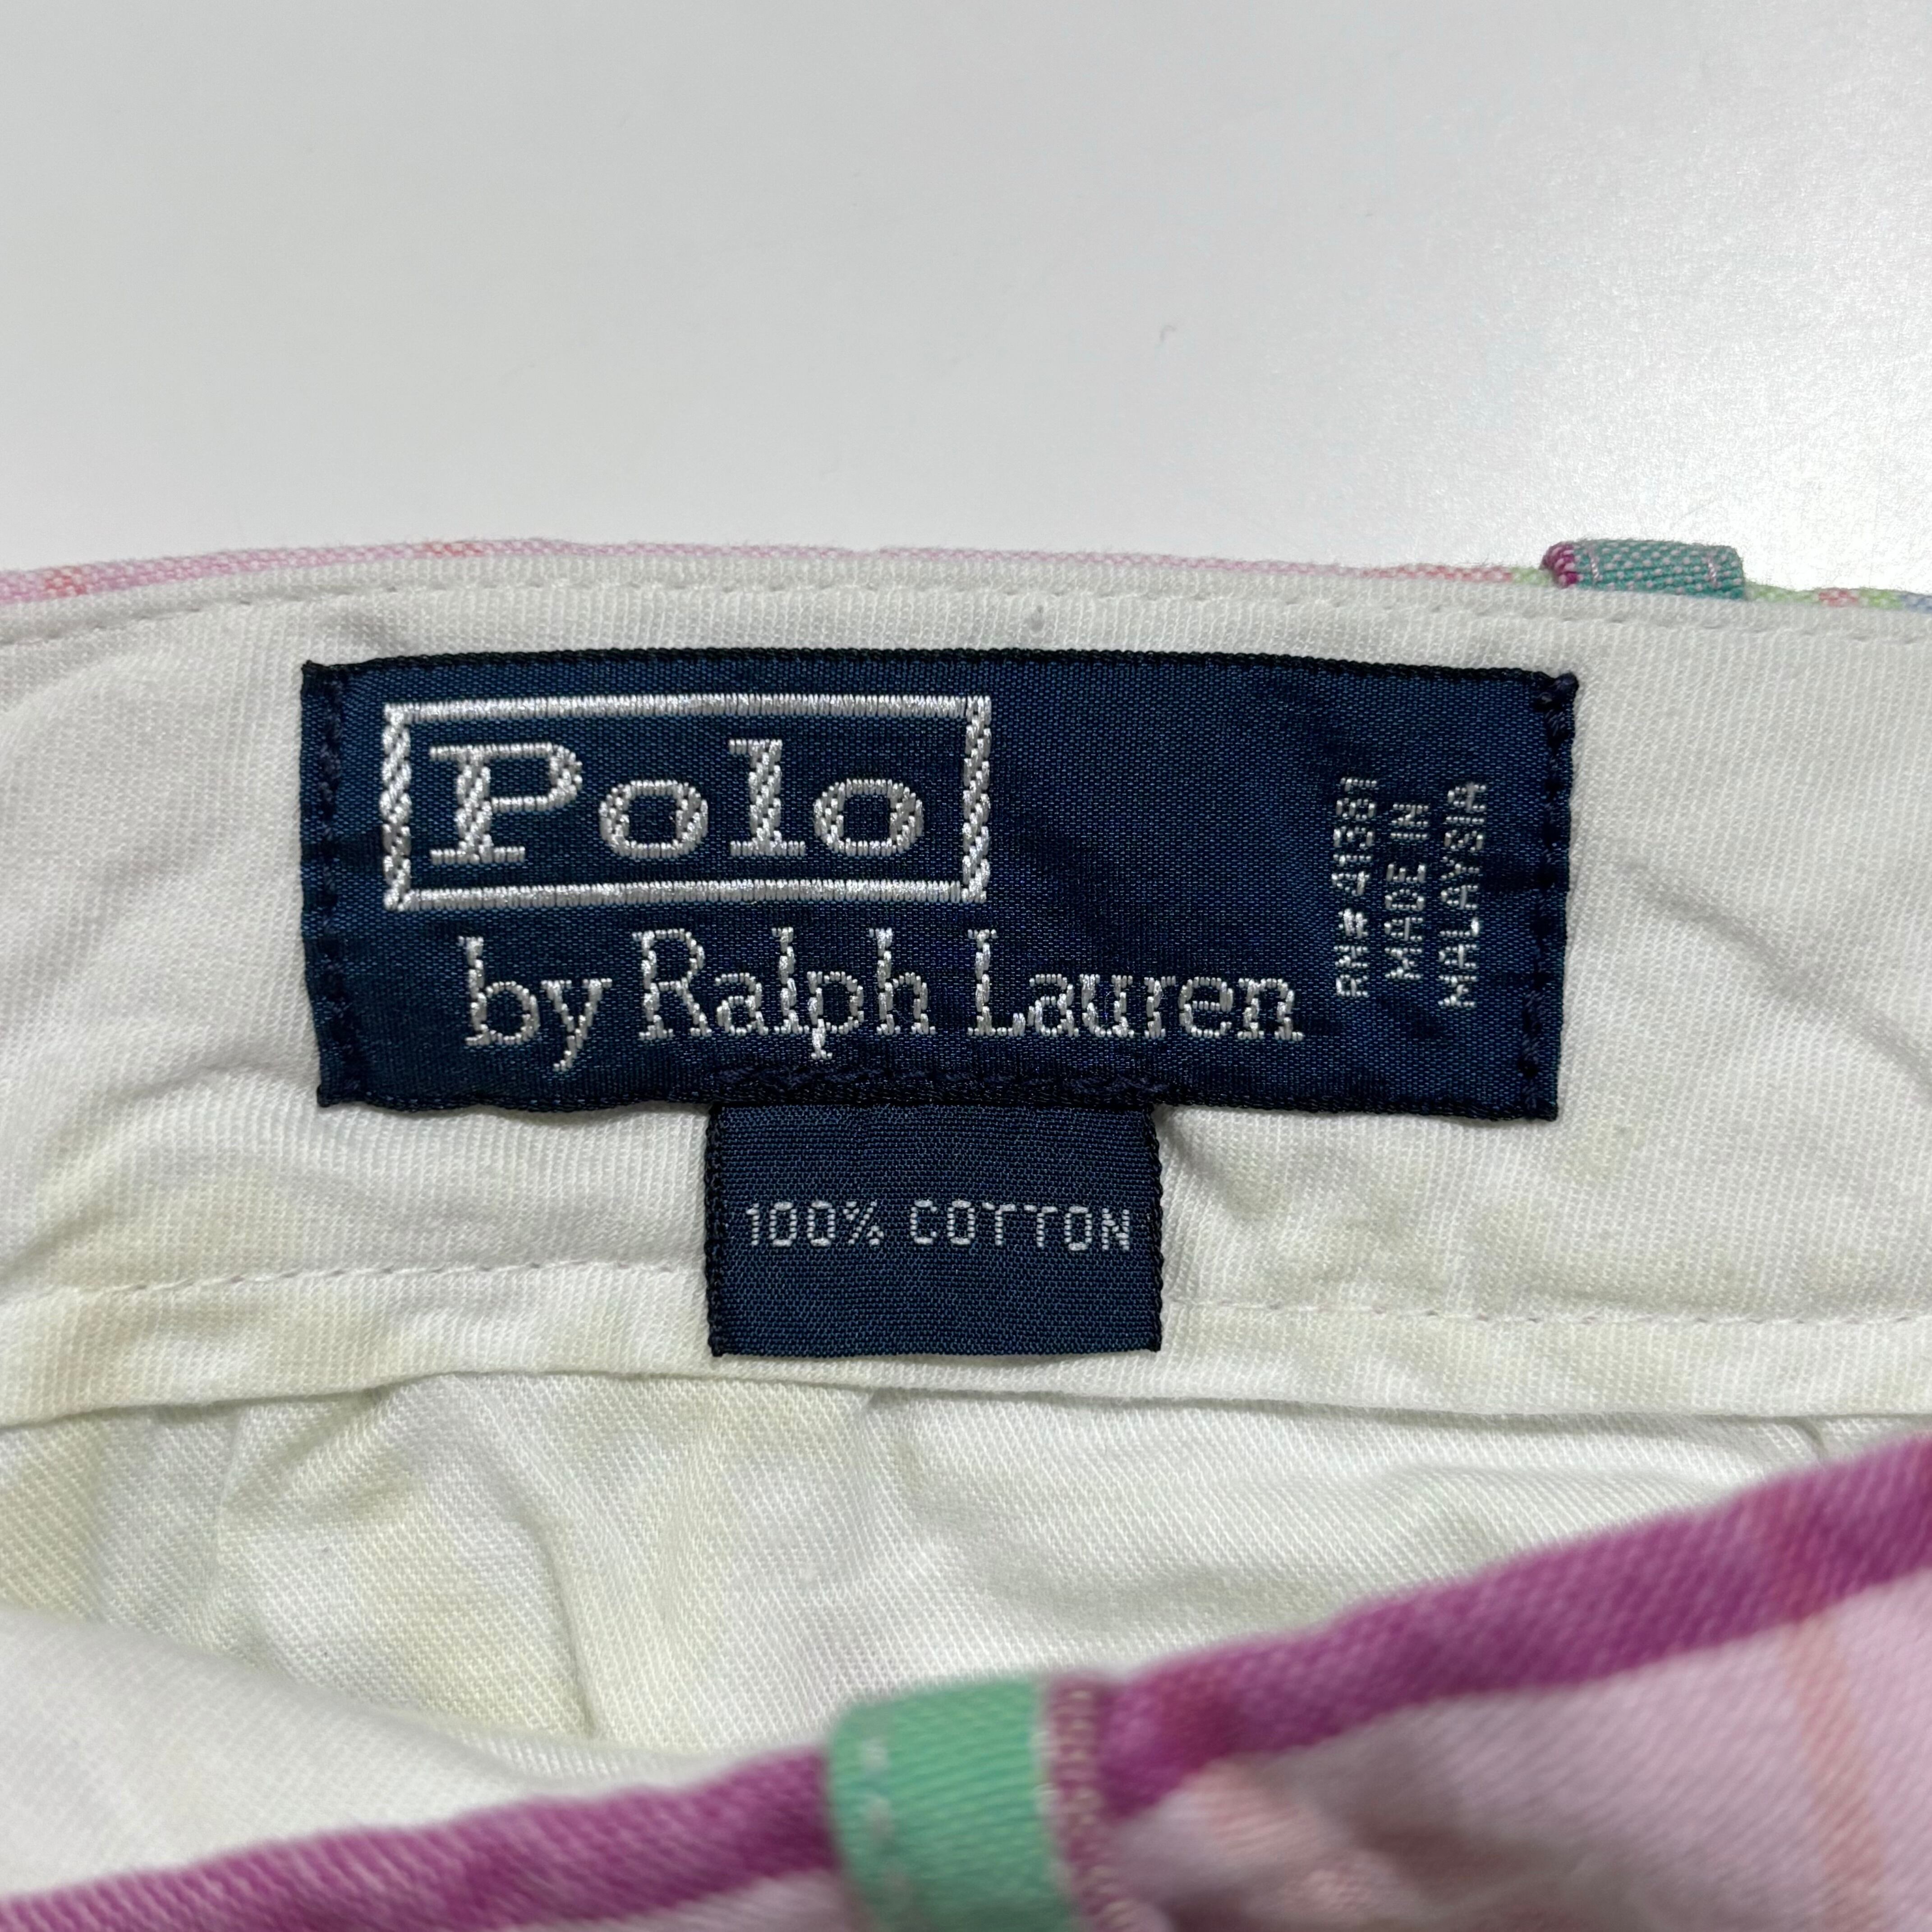 Polo
by Ralph Lauren
RN# 41381
MADE IN
MALAYSIA
100% COTTON